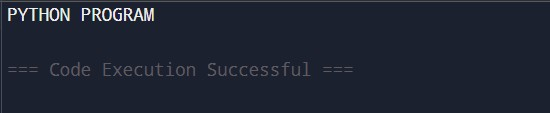 PYTHON PROGRAM
=== Code Execution Successful ===